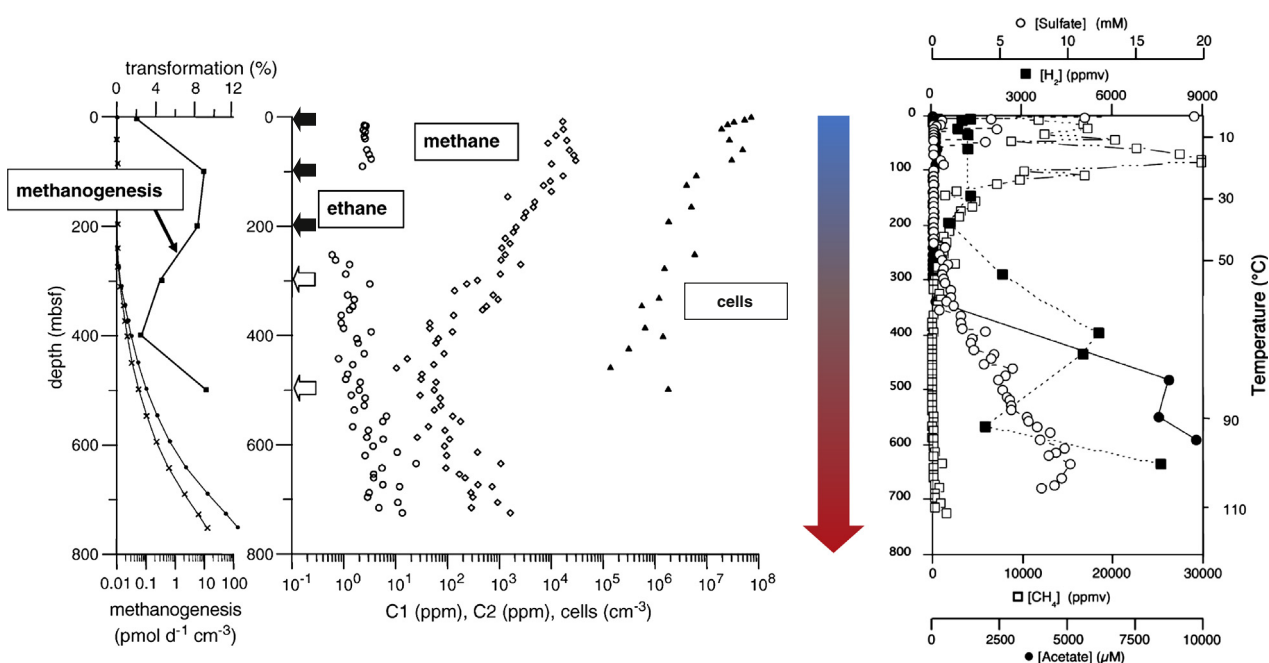 transformation (%)
0 4 8 12
methanogenesis
depth (mbsf)
0
200
400
600
800
0.01 0.1 1 10 100
methanogenesis
(pmol d-1 cm-3)
methane
ethane
cells
0
200
400
600
800
10-1 100 101 102 103 104 105 106 107 108
C1 (ppm), C2 (ppm), cells (cm-3)
[Sulfate] (mM)
0 5 10 15 20
[H2] (ppmv)
0 3000 6000 9000
0
100
200
300
400
500
600
700
800
10
30
50
90
110
Temperature (°C)
0 10000 20000 30000
[CH4] (ppmv)
0 2500 5000 7500 10000
[Acetate] (µM)